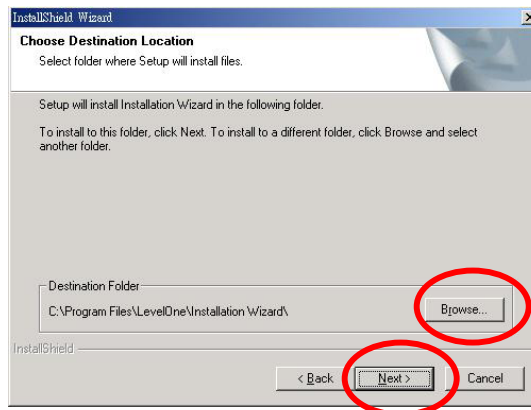 InstallShield Wizard
Choose Destination Location
Select folder where Setup will install files.
Setup will install Installation Wizard in the following folder.
To install to this folder, click Next. To install to a different folder, click Browse and select
another folder.
Destination Folder
C:\Program Files\LevelOne\Installation Wizard\
Browse...
InstallShield
< Back
Next >
Cancel